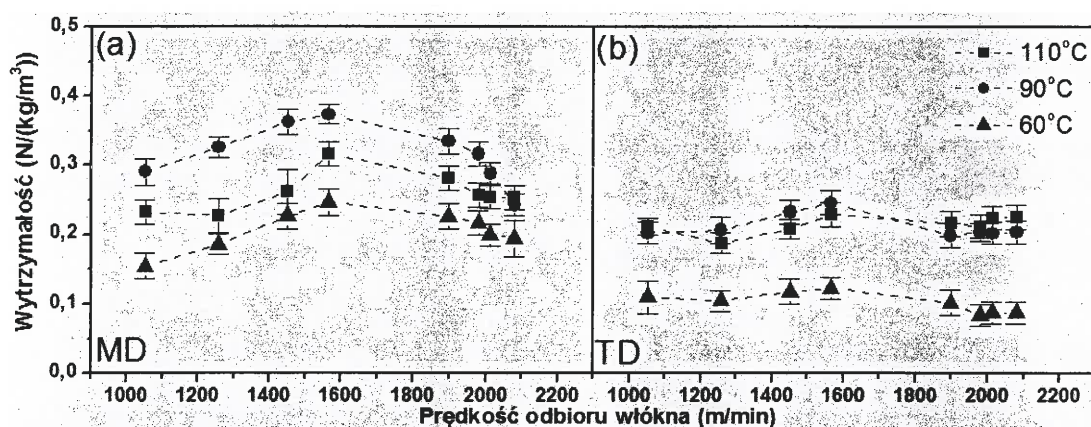 Wytrzymałość (N/(kg/m³)
0,5
0,4
0,3
0,2
0,1
0,0
(a)
MD
1000 1200 1400 1600 1800 2000 2200
(b)
110°C
90°C
60°C
TD
1000 1200 1400 1600 1800 2000 2200
Prędkość odbioru włókna (m/min)